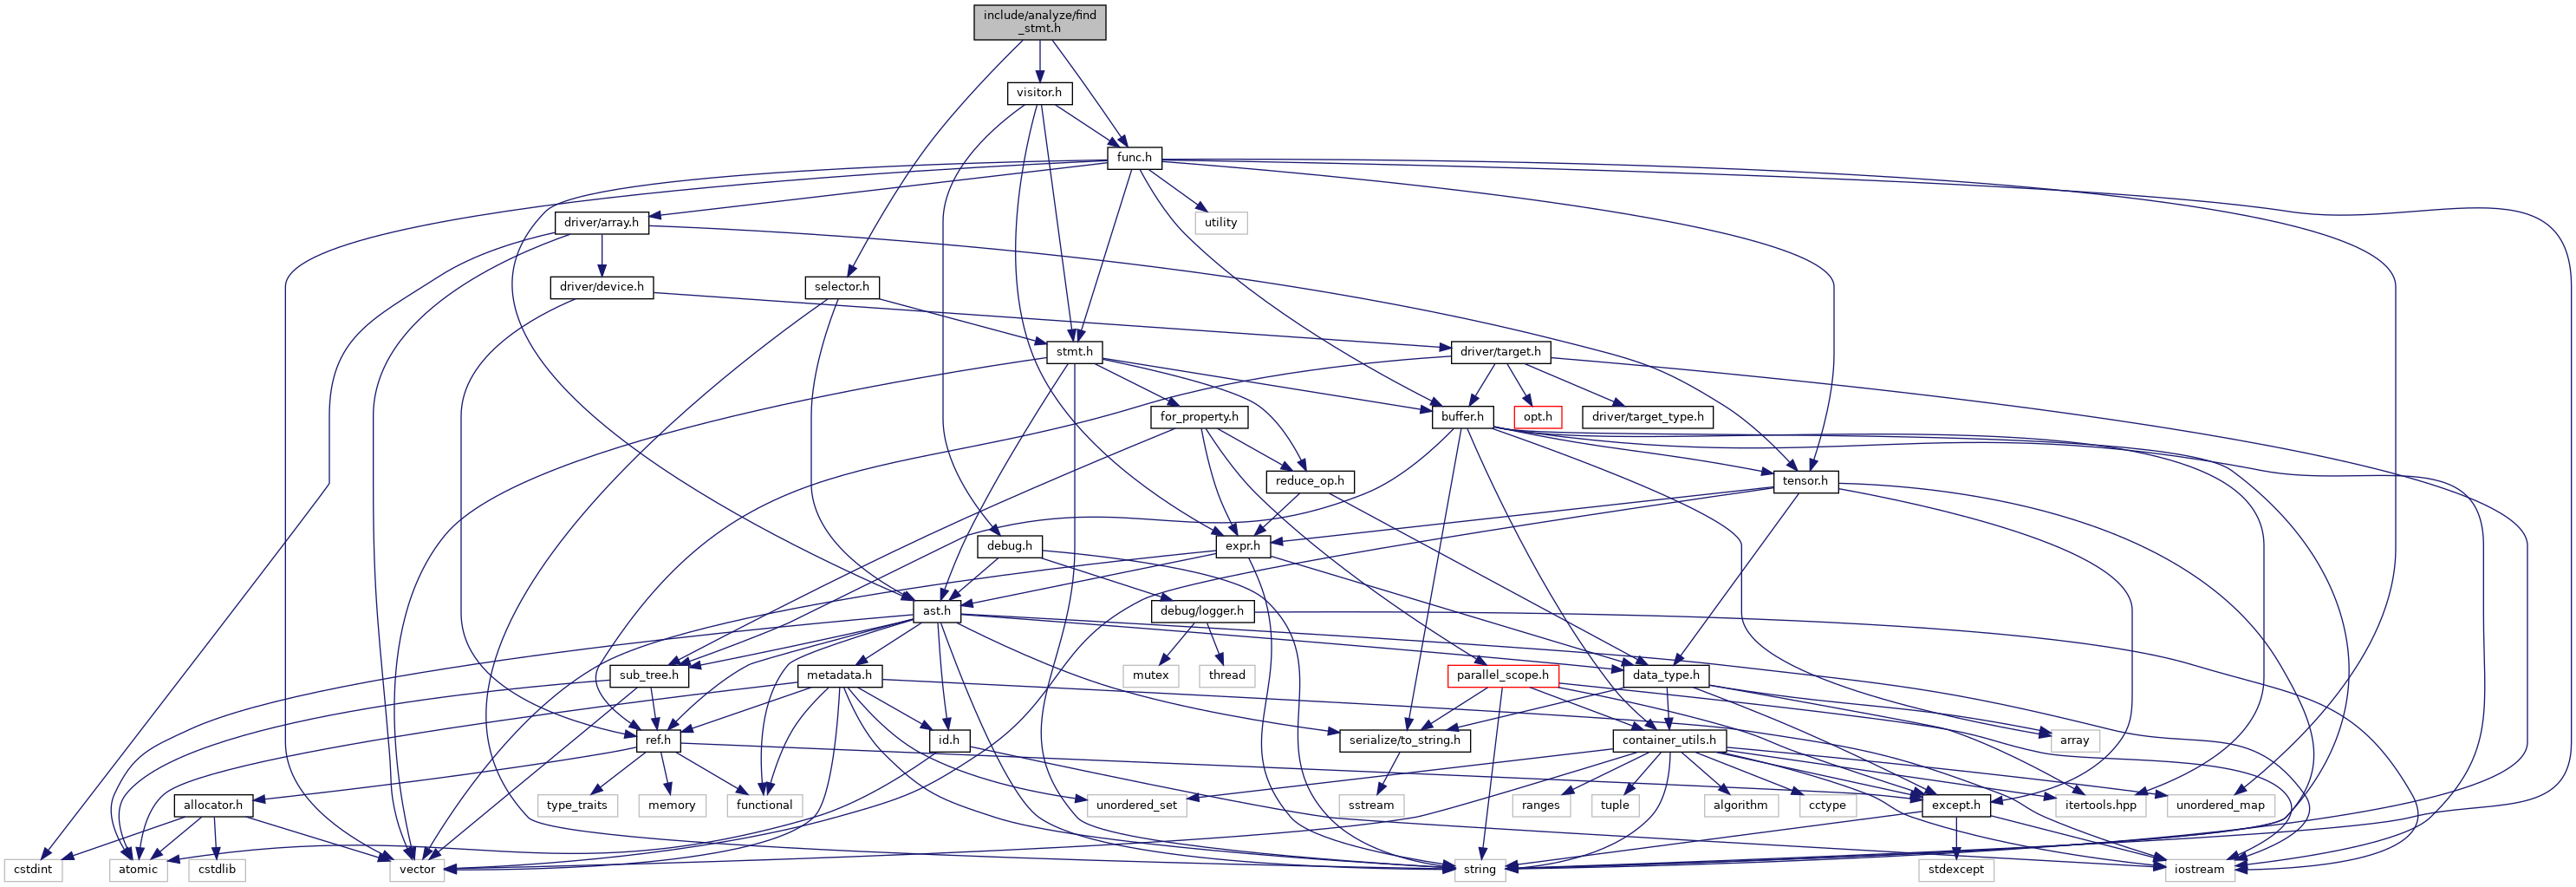 include/analyze/find
_stmt.h
visitor.h
func.h
driver/array.h
utility
driver/device.h
selector.h
stmt.h
driver/target.h
for_property.h
buffer.h
opt.h
driver/target_type.h
reduce_op.h
tensor.h
debug.h
expr.h
ast.h
debug/logger.h
sub_tree.h
metadata.h
mutex
thread
parallel_scope.h
data_type.h
ref.h
id.h
serialize/to_string.h
container_utils.h
array
allocator.h
type_traits
memory
functional
unordered_set
sstream
ranges
tuple
algorithm
cctype
except.h
itertools.hpp
unordered_map
cstdint
atomic
cstdlib
vector
string
stdexcept
iostream